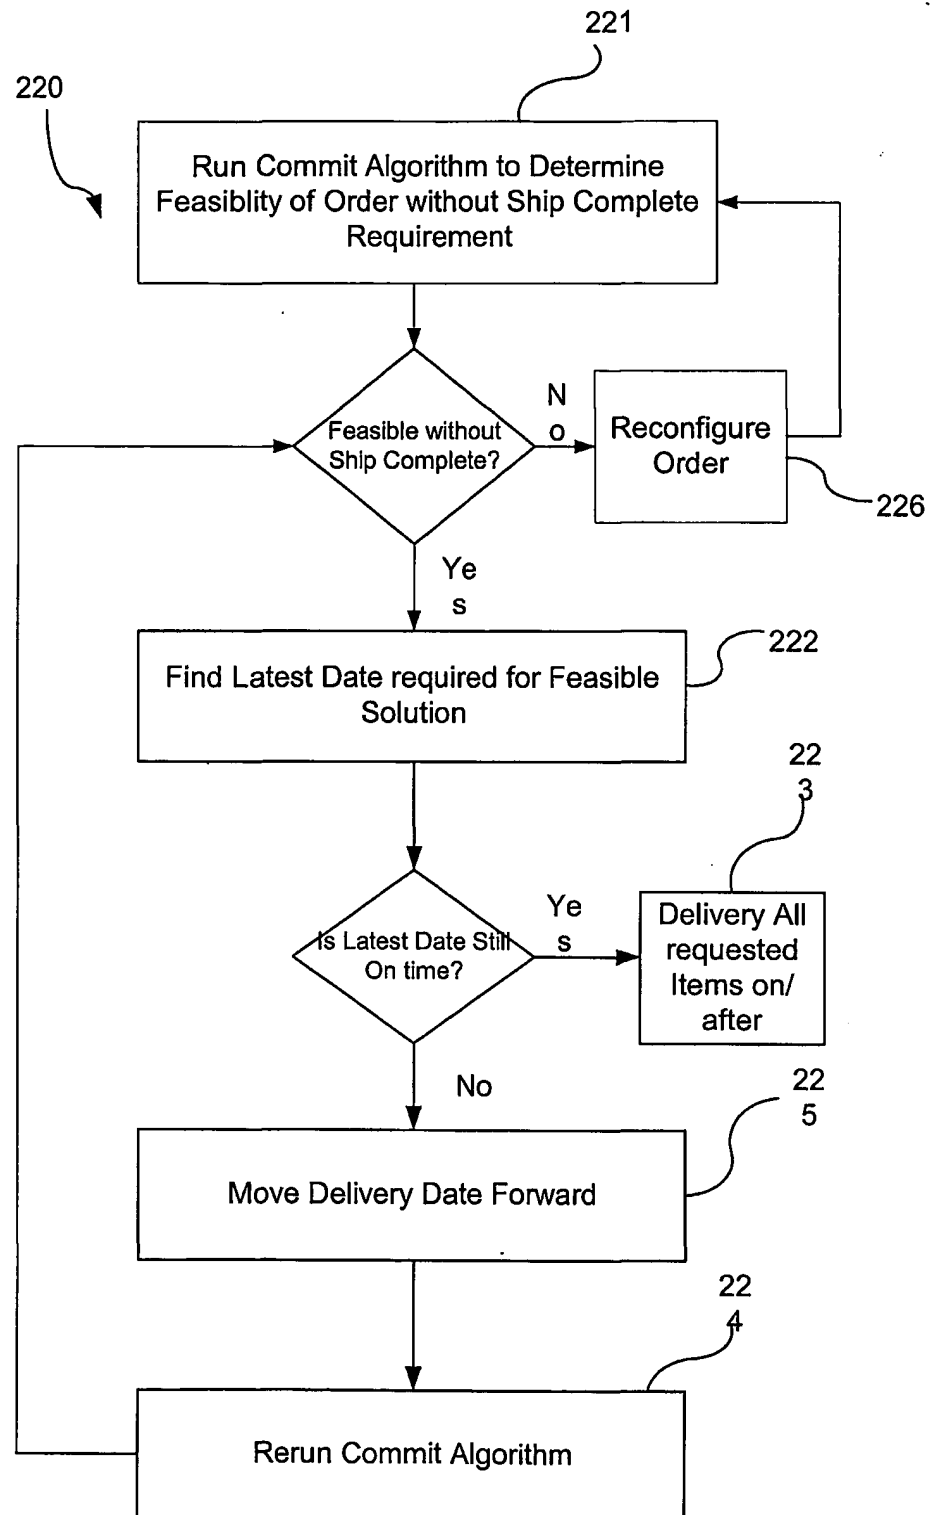 221
220
Run Commit Algorithm to Determine
Feasiblity of Order without Ship Complete
Requirement
N
o
Feasible without
Ship Complete?
Reconfigure
Order
226
Ye
s
222
Find Latest Date required for Feasible
Solution
22
3
Ye
s
Is Latest Date Still
On time?
Delivery All
requested
Items on/
after
No
22
5
Move Delivery Date Forward
22
4
Rerun Commit Algorithm